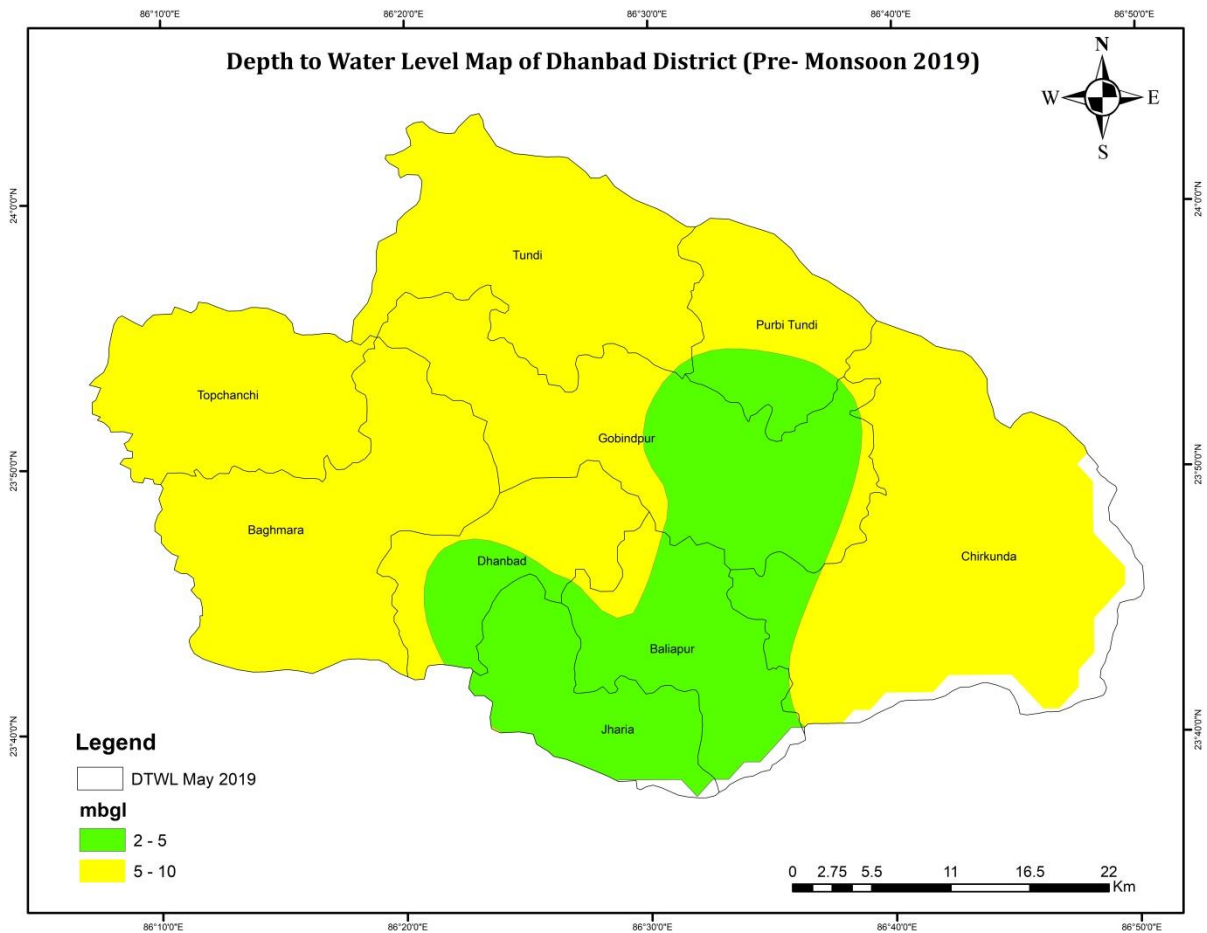 86°10'0"E 86°20'0"E 86°30'0"E 86°40'0"E 86°50'0"E
Depth to Water Level Map of Dhanbad District (Pre- Monsoon 2019)
N
W E
S
24°0'0"N 24°0'0"N
Tundi
Purbi Tundi
Topchanchi
Gobindpur
23°50'0"N 23°50'0"N
Baghmara
Chirkunda
Dhanbad
Baliapur
Jharia
23°40'0"N 23°40'0"N
Legend
DTWL May 2019
mbgl
2 - 5
5 - 10
0 2.75 5.5 11 16.5 22
Km
86°10'0"E 86°20'0"E 86°30'0"E 86°40'0"E 86°50'0"E